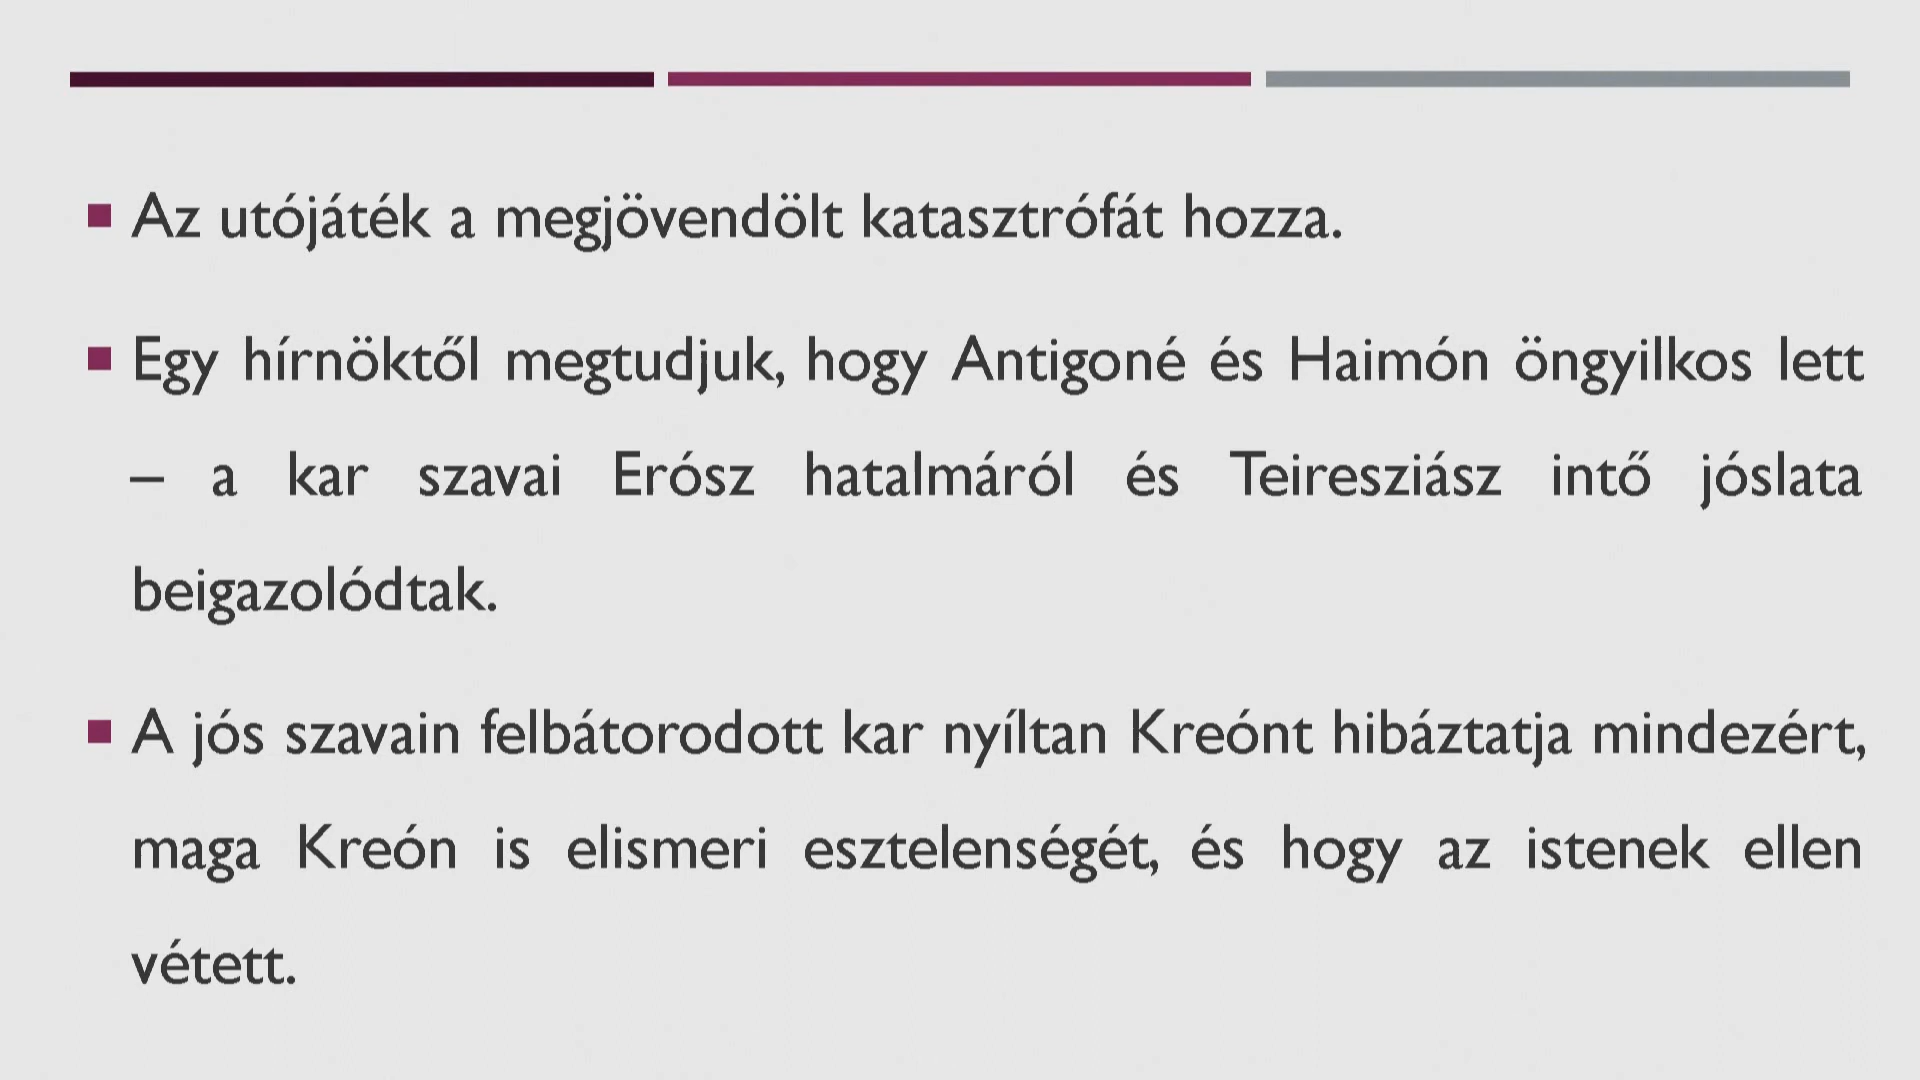 Az utójáték a megjövendölt katasztrófát hozza.
Egy hírnöktől megtudjuk, hogy Antigoné és Haimón öngyilkos lett
– a kar szavai Erósz hatalmáról és Teiresziász intő jóslata
beigazolódtak.
A jós szavain felbátorodott kar nyíltan Kreónt hibáztatja mindezért,
maga Kreón is elismeri esztelenségét, és hogy az istenek ellen
vétett.